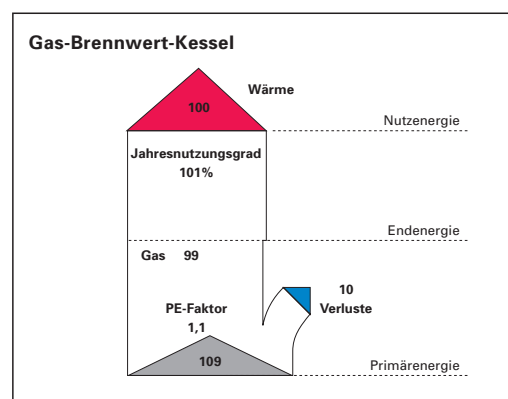 Gas-Brennwert-Kessel
Wärme
100
Nutzenergie
Jahresnutzungsgrad
101%
Endenergie
Gas 99
PE-Faktor
1,1
10
Verluste
109
Primärenergie